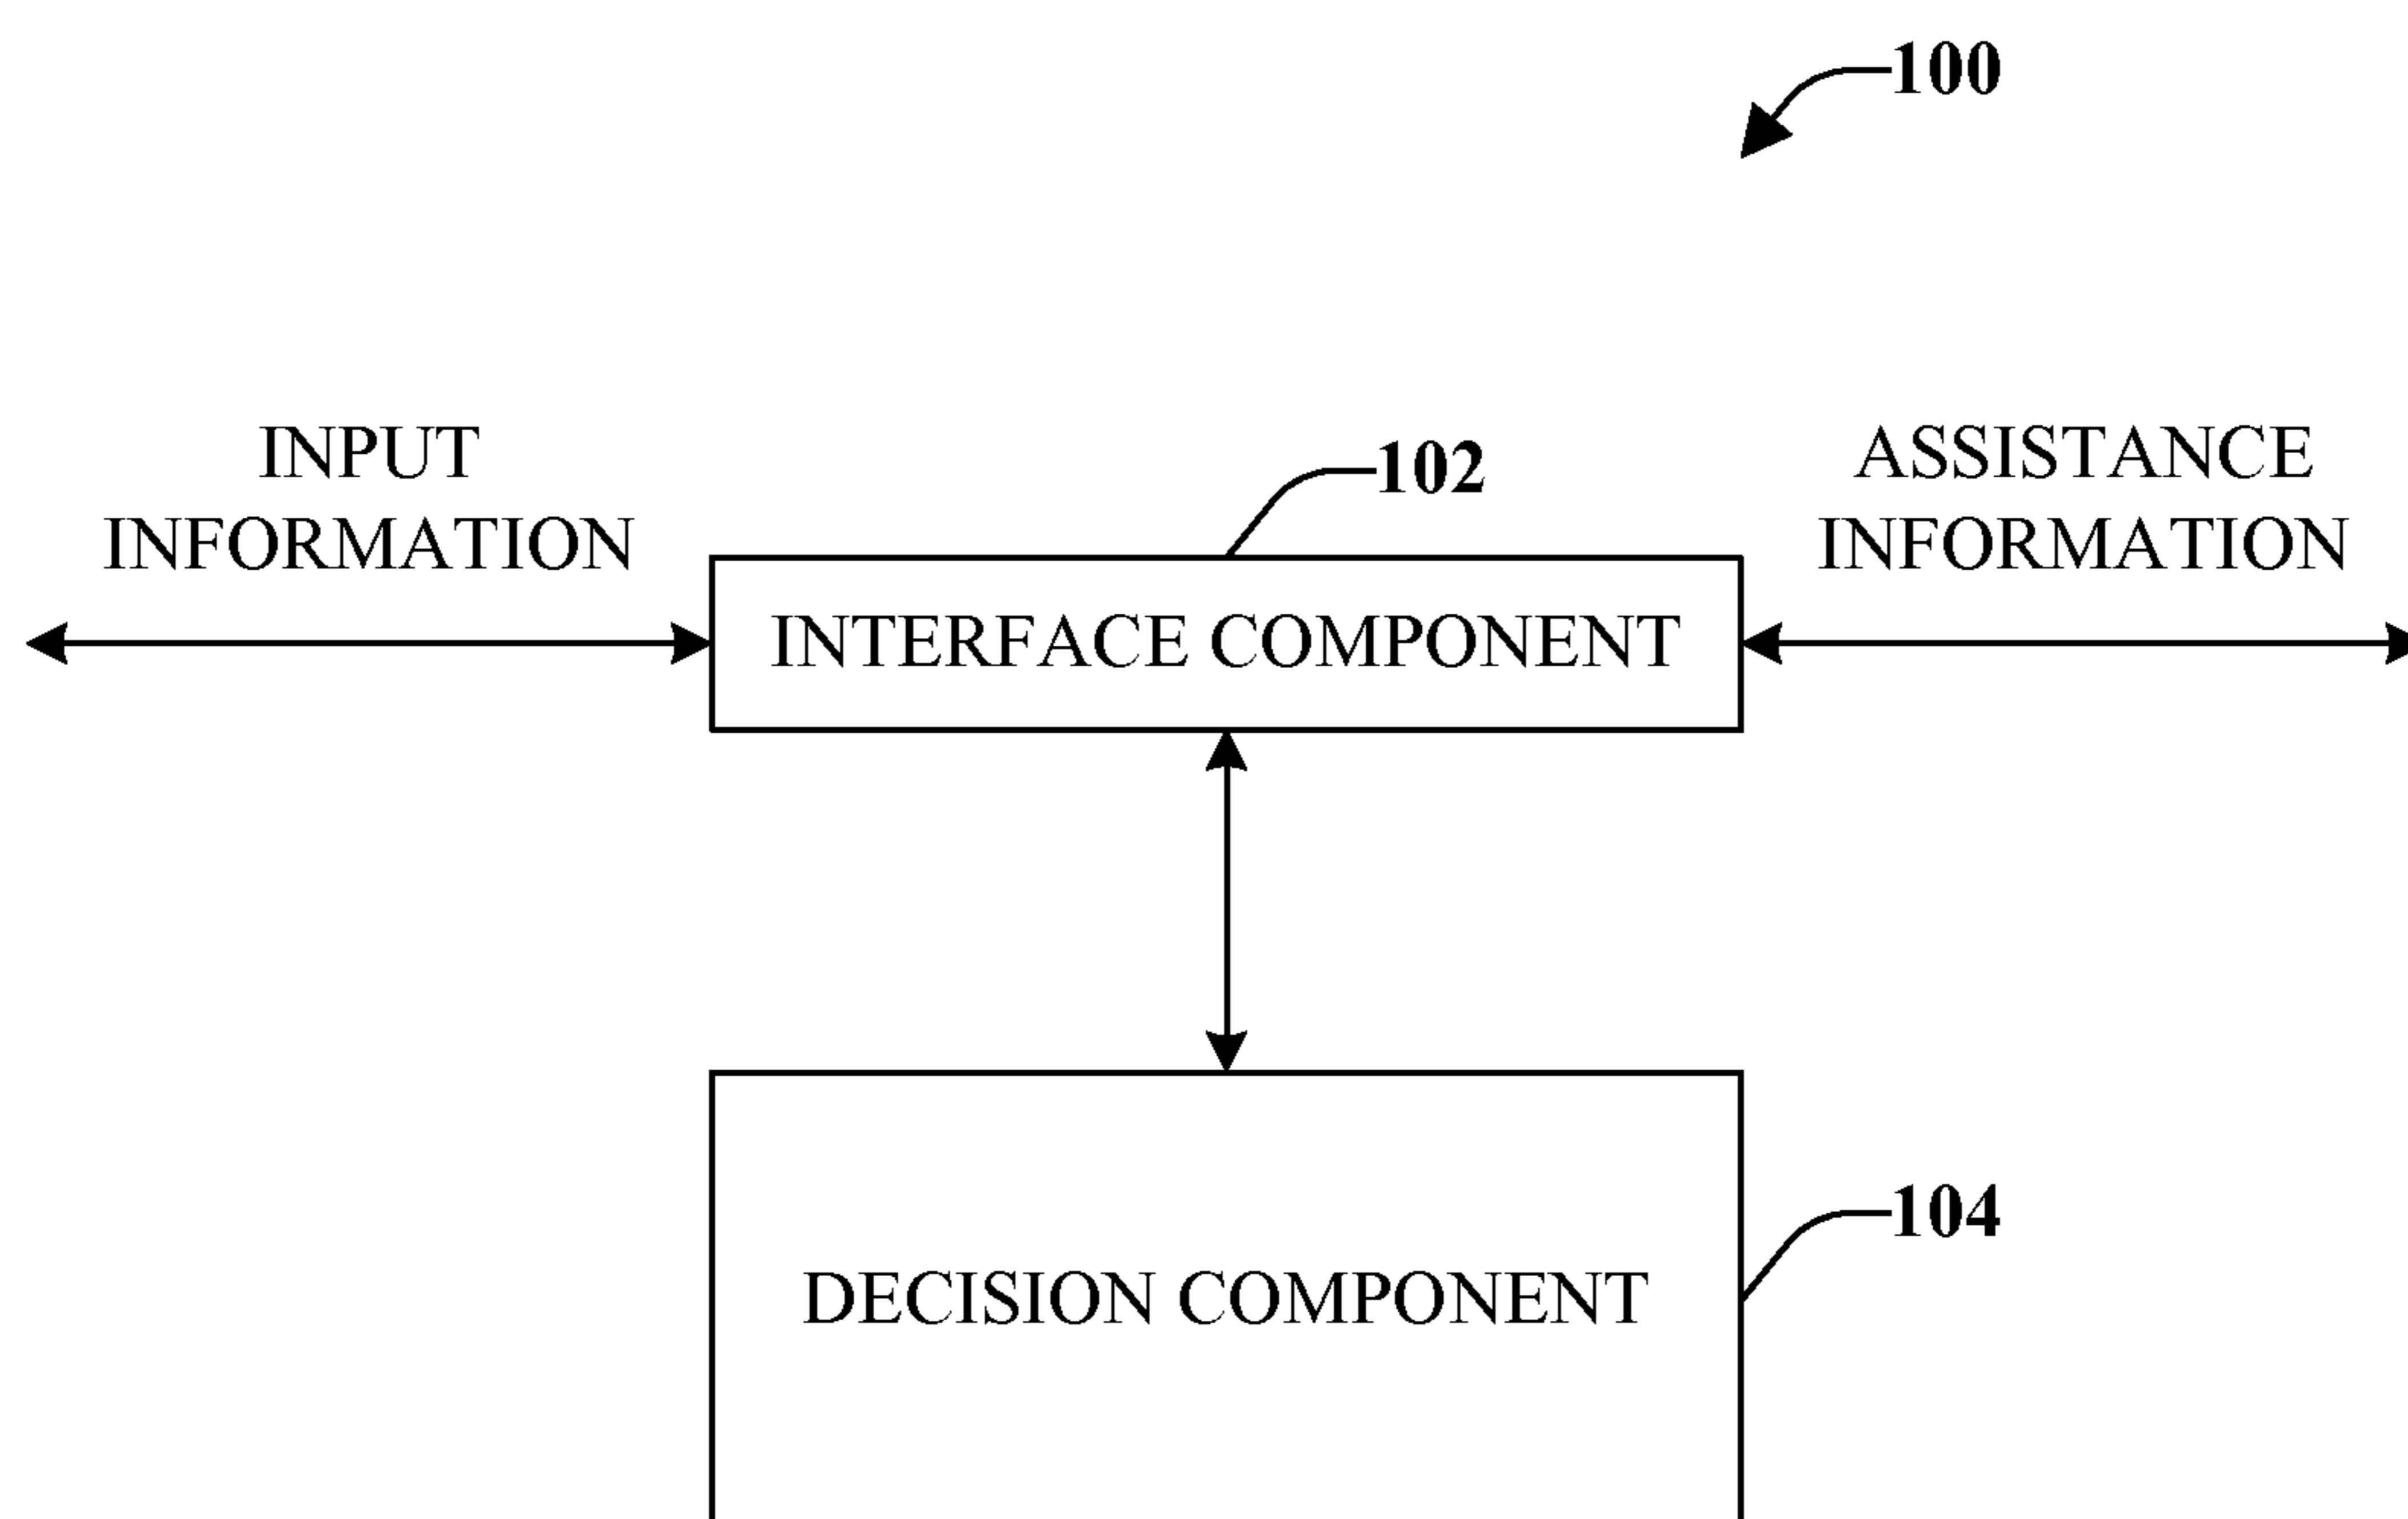 100
INPUT
INFORMATION
102
ASSISTANCE
INFORMATION
INTERFACE COMPONENT
104
DECISION COMPONENT